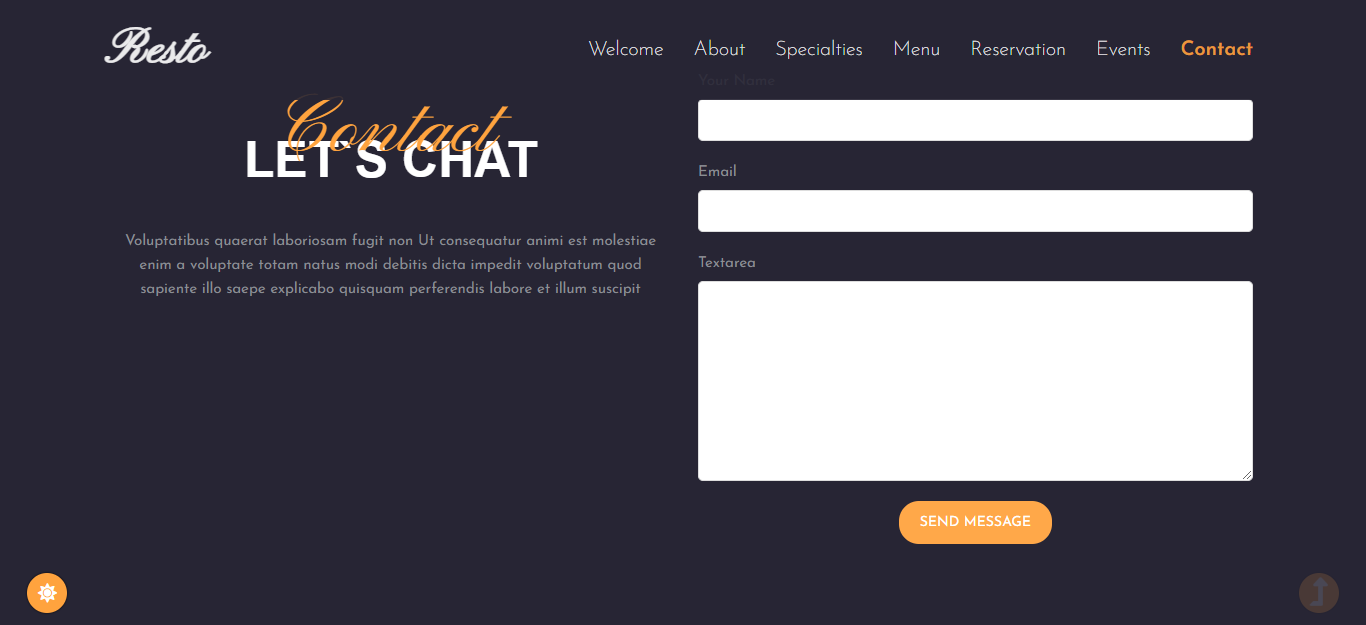 Resto
Welcome About Specialties Menu Reservation Events Contact
Contact
LET`S CHAT
Voluptatibus quaerat laboriosam fugit non Ut consequatur animi est molestiae
enim a voluptate totam natus modi debitis dicta impedit voluptatum quod
sapiente illo saepe explicabo quisquam perferendis labore et illum suscipit
Your Name
Email
Textarea
SEND MESSAGE